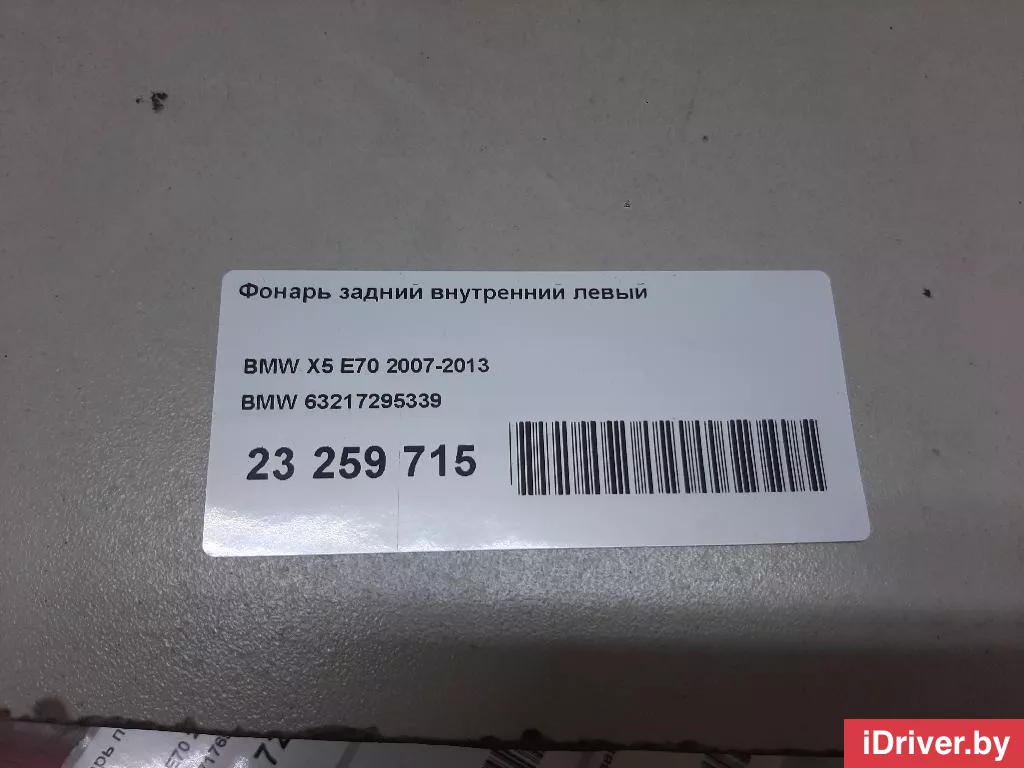 Фонарь задний внутренний левый
BMW X5 E70 2007-2013
BMW 63217295339
23 259 715
iDriver.by